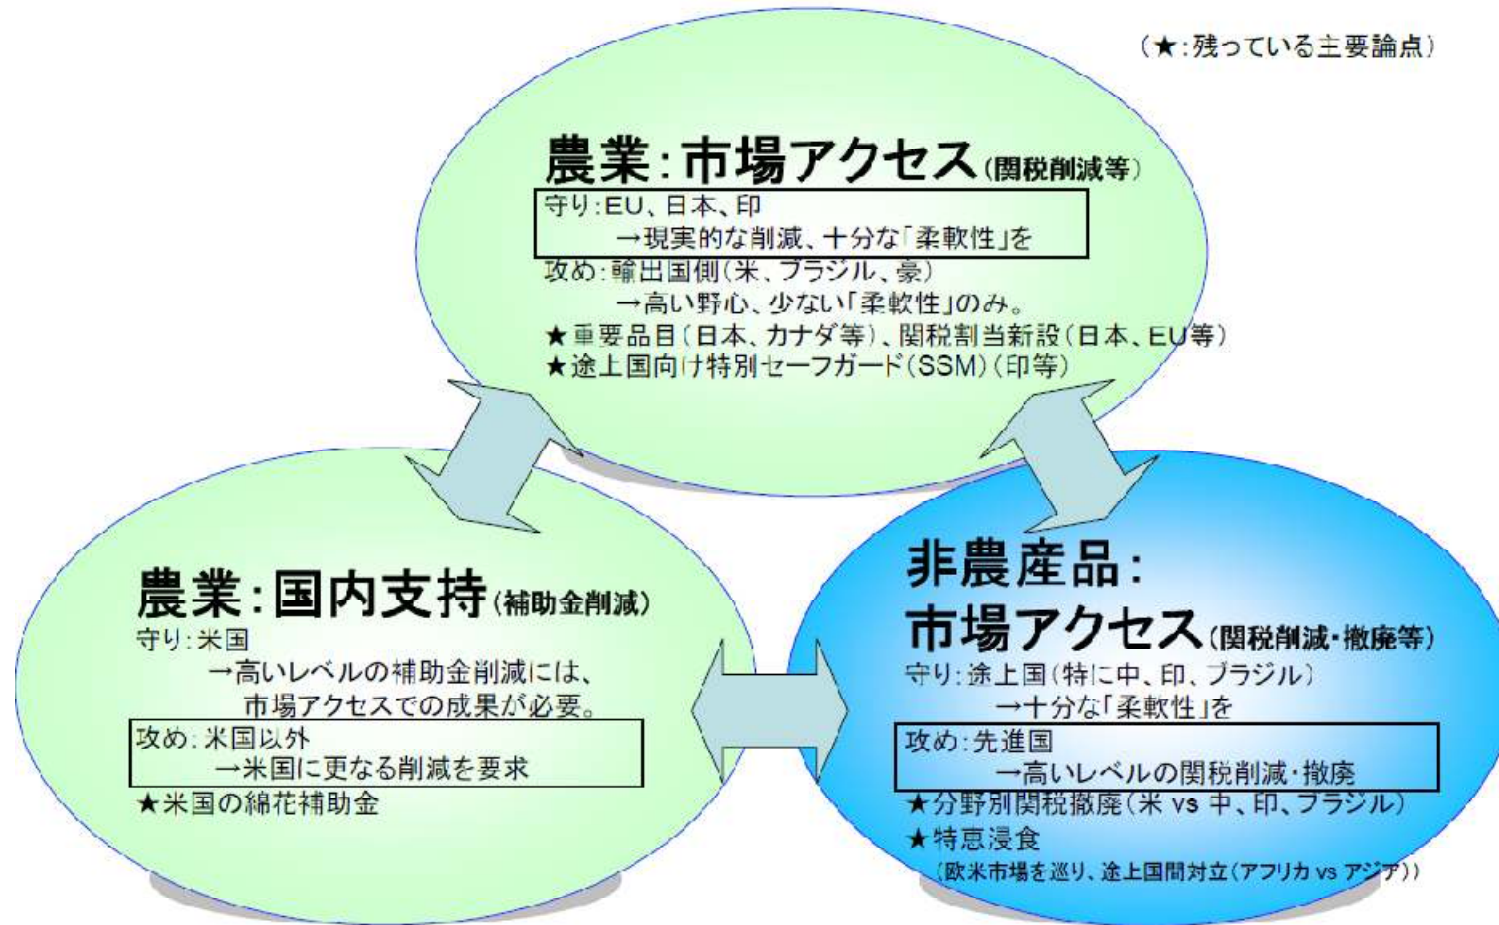 (★:残っている主要論点)
農業:市場アクセス(関税削減等)
守り:EU、日本、印
→現実的な削減、十分な「柔軟性」を
攻め:輸出国側(米、ブラジル、豪)
→高い野心、少ない「柔軟性」のみ。
★重要品目(日本、カナダ等)、関税割当新設(日本、EU等)
★途上国向け特別セーフガード(SSM)(印等)
農業:国内支持(補助金削減)
守り:米国
→高いレベルの補助金削減には、
市場アクセスでの成果が必要。
攻め:米国以外
→米国に更なる削減を要求
★米国の綿花補助金
非農産品:
市場アクセス(関税削減・撤廃等)
守り:途上国(特に中、印、ブラジル)
→十分な「柔軟性」を
攻め:先進国
→高いレベルの関税削減・撤廃
★分野別関税撤廃(米 vs 中、印、ブラジル)
★特恵浸食
(欧米市場を巡り、途上国間対立(アフリカ vs アジア))